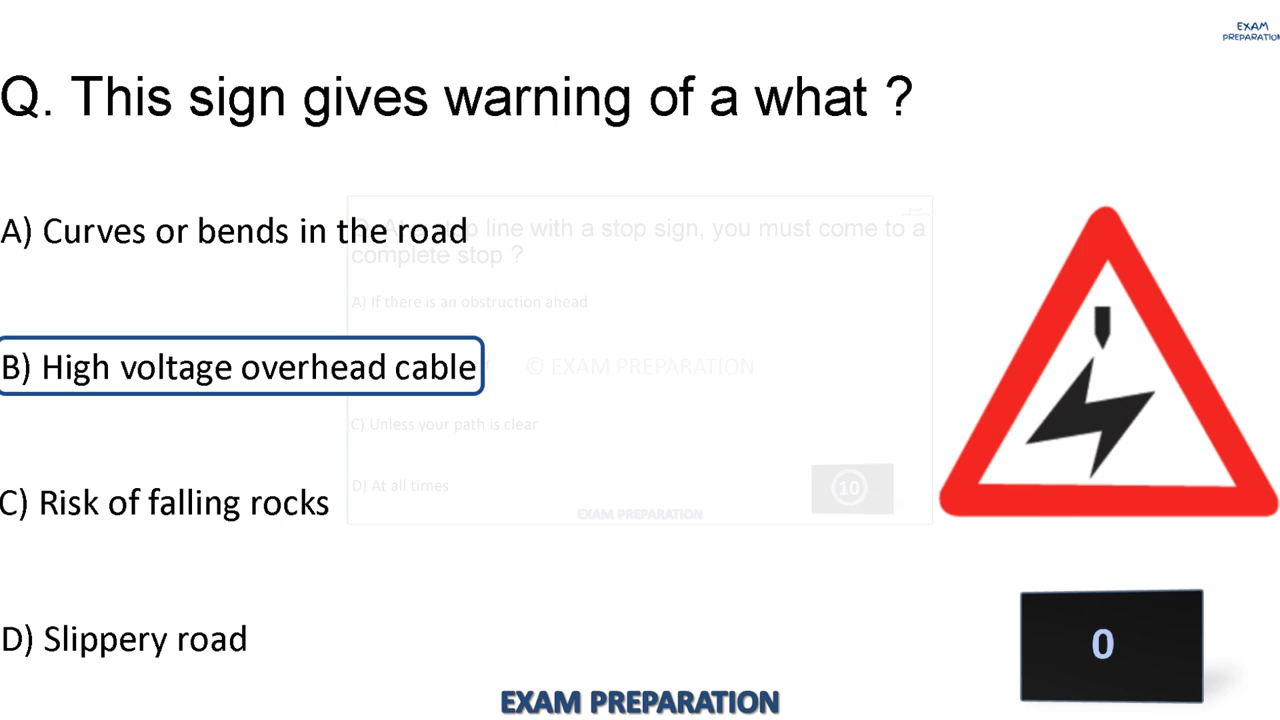 EXAM
PREPARATION
Q. This sign gives warning of a what ?
A) Curves or bends in the road
line with a stop sign, you must come to a
complete stop ?
A) If there is an obstruction ahead
B) High voltage overhead cable
© EXAM PREPARATION
C) Unless your path is clear
C) Risk of falling rocks
D) At all times
10
EXAM PREPARATION
D) Slippery road
0
EXAM PREPARATION